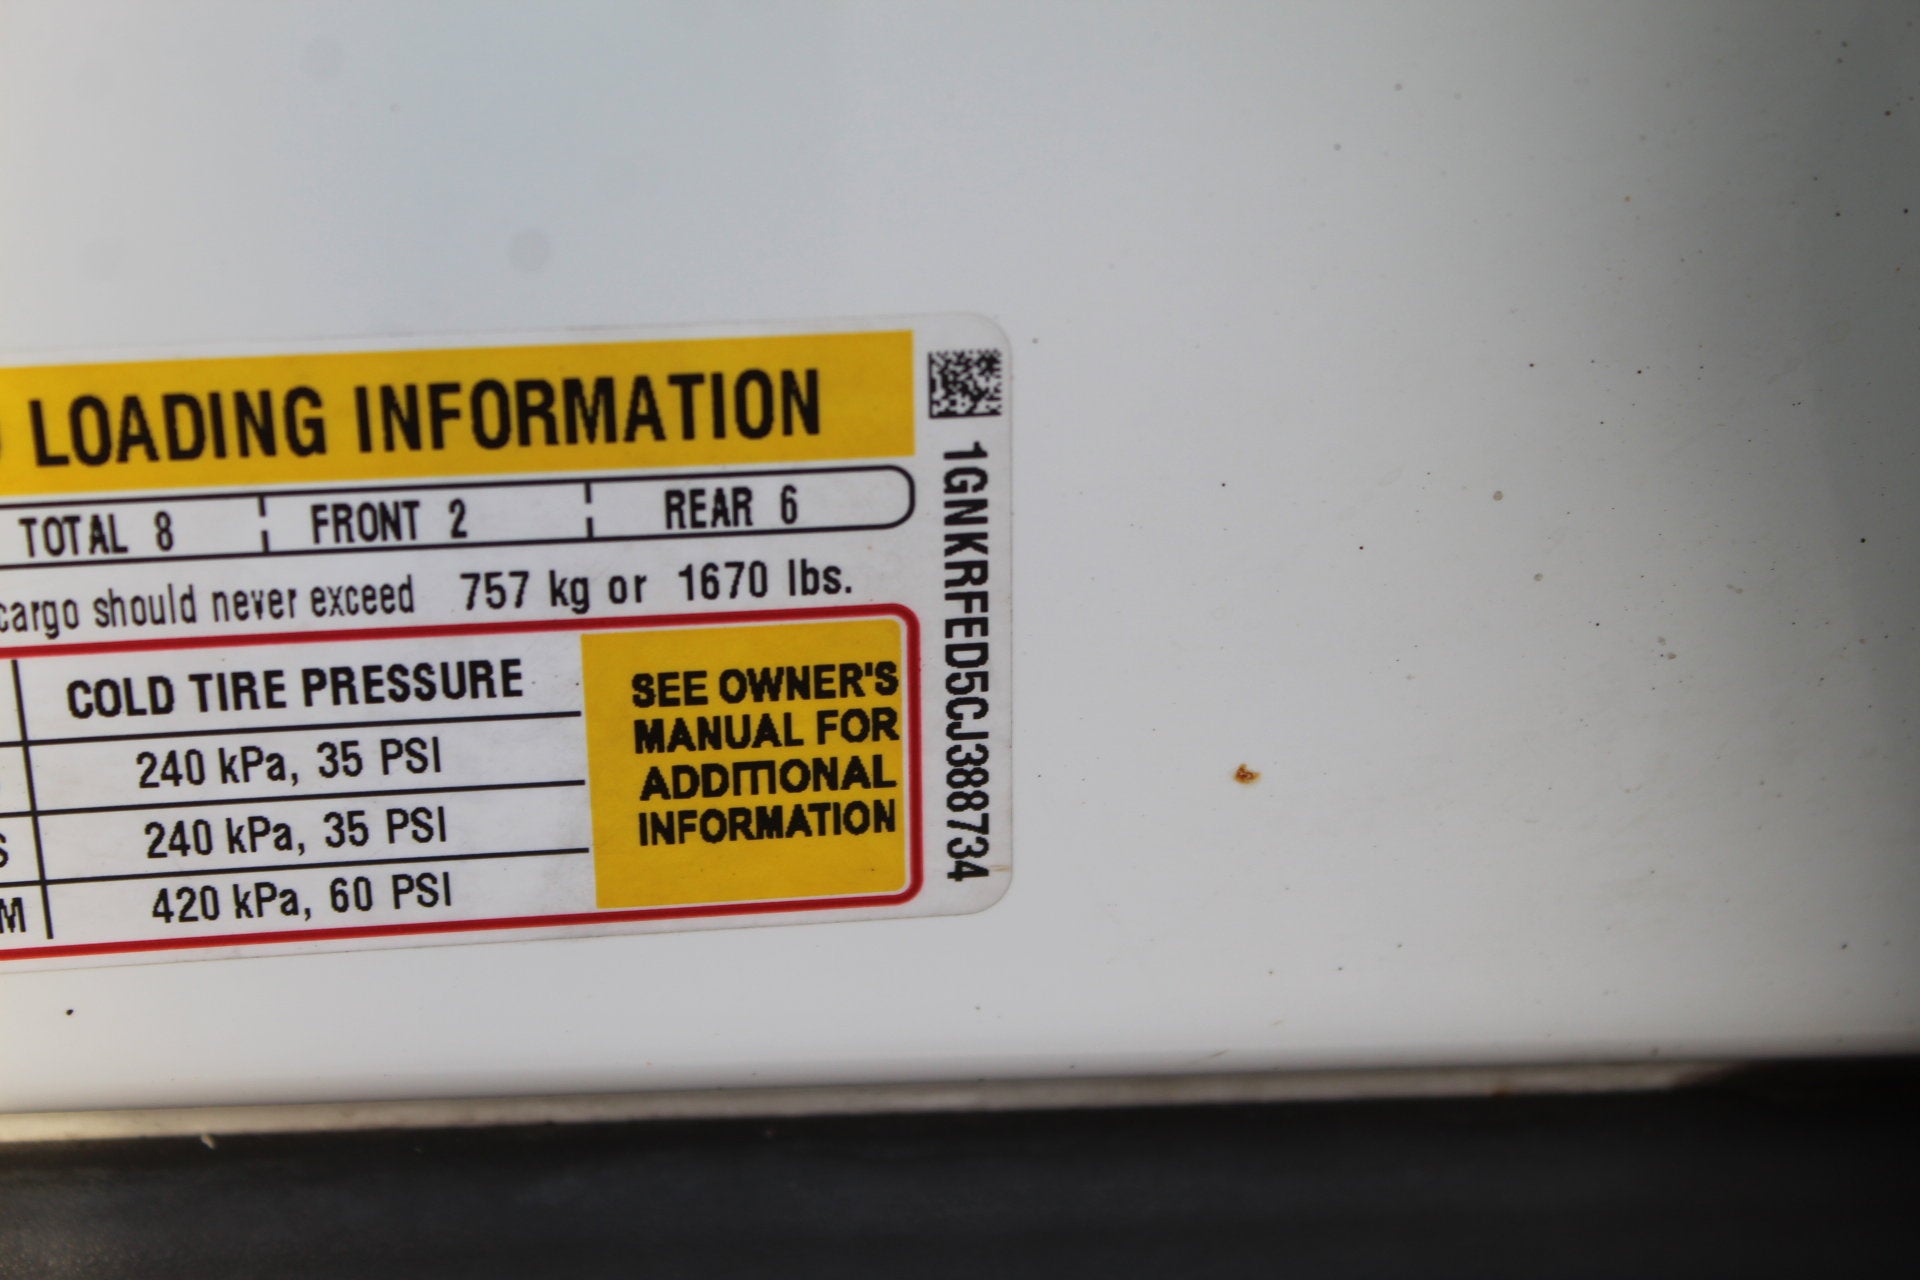 LOADING INFORMATION
TOTAL 8 FRONT 2 REAR 6
cargo should never exceed 757 kg or 1670 lbs.
COLD TIRE PRESSURE
240 kPa, 35 PSI
S 240 kPa, 35 PSI
M 420 kPa, 60 PSI
SEE OWNER'S
MANUAL FOR
ADDITIONAL
INFORMATION
1GNKRFED5CJ388734